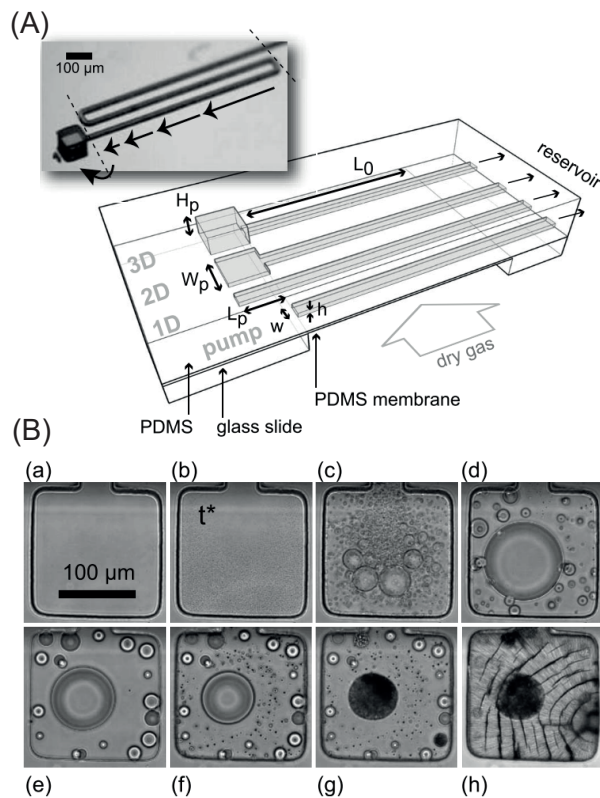 (A)
100 µm
L0
reservoir
Hp
3D
Wp
2D
Lp
h
1D
w
pump
dry gas
PDMS membrane
PDMS
glass slide
(B)
(a) (b) (c) (d)
t*
100 µm
(e) (f) (g) (h)